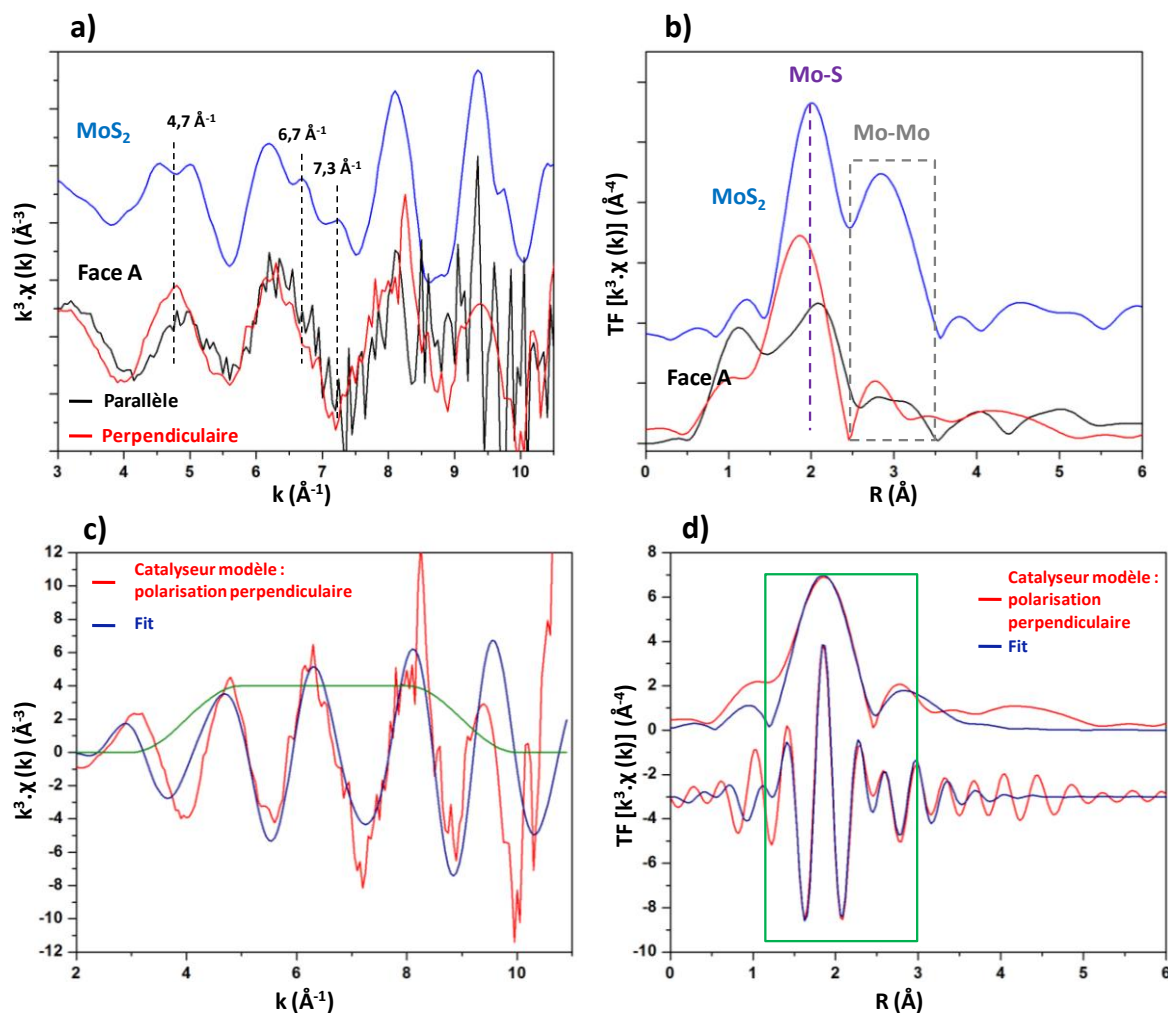 a)
k³.χ (k) (Å⁻³)
MoS₂
4,7 Å⁻¹
6,7 Å⁻¹
7,3 Å⁻¹
Face A
Parallèle
Perpendiculaire
3 4 5 6 7 8 9 10
k (Å⁻¹)
b)
TF [k³.χ (k)] (Å⁻⁴)
Mo-S
Mo-Mo
MoS₂
Face A
0 1 2 3 4 5 6
R (Å)
c)
k³.χ (k) (Å⁻³)
12
10
8
6
4
2
0
-2
-4
-6
-8
-10
-12
Catalyseur modèle :
polarisation perpendiculaire
Fit
2 4 6 8 10
k (Å⁻¹)
d)
TF [k³.χ (k)] (Å⁻⁴)
8
6
4
2
0
-2
-4
-6
-8
-10
Catalyseur modèle :
polarisation
perpendiculaire
Fit
0 1 2 3 4 5 6
R (Å)